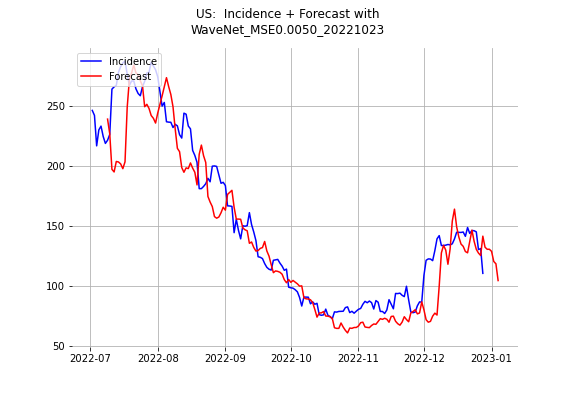 US:  Incidence + Forecast with
WaveNet_MSE0.0050_20221023
Incidence
Forecast
250
200
150
100
50
2022-07 2022-08 2022-09 2022-10 2022-11 2022-12 2023-01